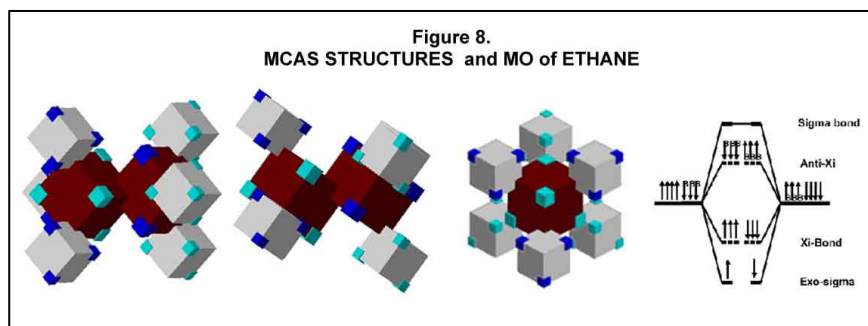 Figure 8.
MCAS STRUCTURES and MO of ETHANE
Sigma bond
Anti-Xi
Xi-Bond
Exo-sigma